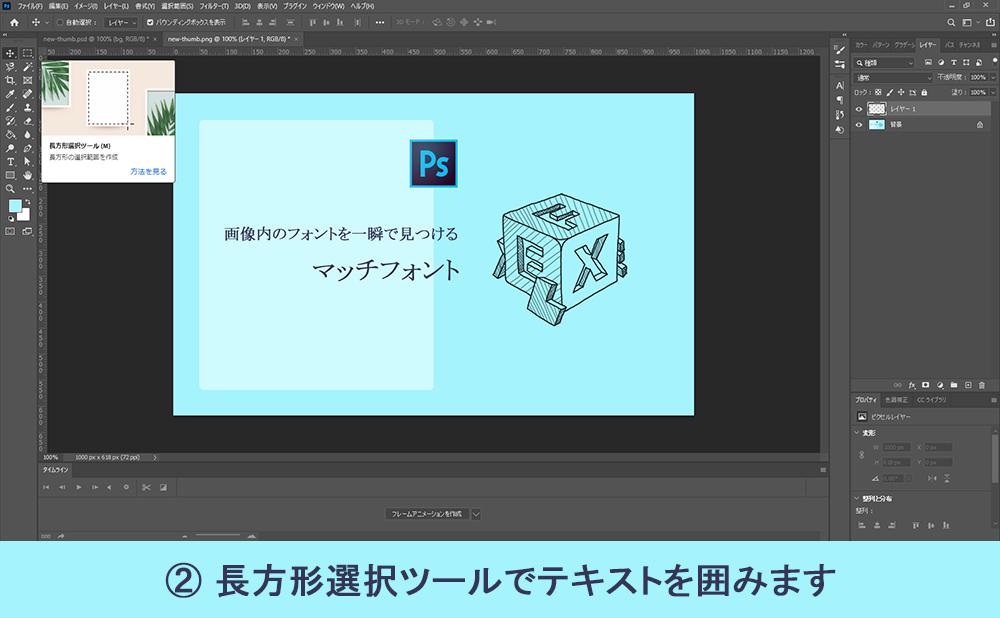 ファイル(F) 編集(E) イメージ(I) レイヤー(L) 書式(Y) 選択範囲(S) フィルター(T) 3D(D) 表示(V) プラグイン ウィンドウ(W) ヘルプ(H)
自動選択: レイヤー バウンディングボックスを表示 3D モード:
new-thumb.psd @ 100% (bg, RGB/8) * × new-thumb.png @ 100% (レイヤー 1, RGB/8) * ×
長方形選択ツール (M)
長方形の選択範囲を作成
方法を見る
Ps
画像内のフォントを一瞬で見つける
マッチフォント
カラー パターン グラデーション レイヤー パス チャンネル
種類
通常 不透明度: 100%
ロック: 塗り: 100%
レイヤー 1
背景
プロパティ 色調補正 CC ライブラリ
ピクセルレイヤー
変形
W 1000 px X 0 px
H 618 px Y 0 px
0.00°
整列と分布
整列:
100% 1000 px x 618 px (72 ppi)
タイムライン
フレームアニメーションを作成
② 長方形選択ツールでテキストを囲みます